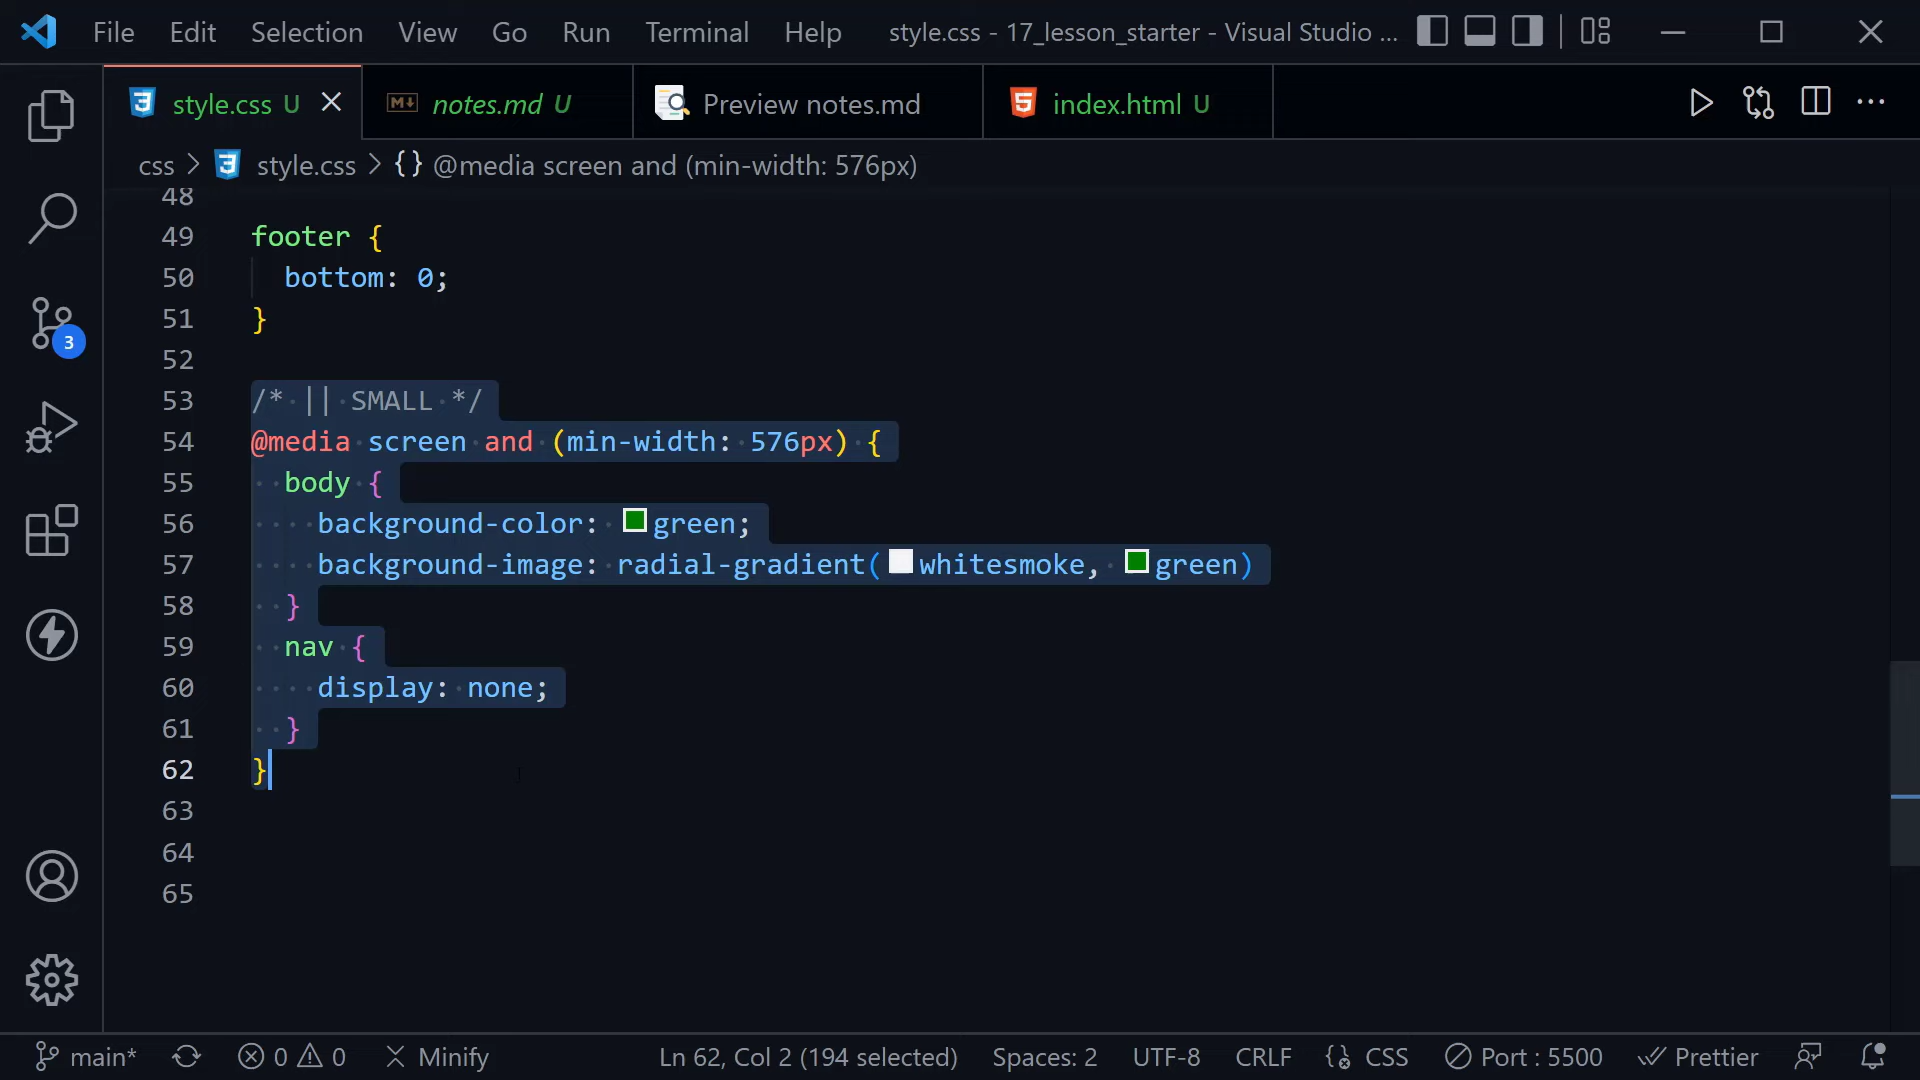 File Edit Selection View Go Run Terminal Help style.css - 17_lesson_starter - Visual Studio ...
style.css U notes.md U Preview notes.md index.html U
css > style.css > {} @media screen and (min-width: 576px)
48
49 footer {
50 bottom: 0;
51 }
52
53 /* || SMALL */
54 @media screen and (min-width: 576px) {
55 body {
56 background-color: green;
57 background-image: radial-gradient(whitesmoke, green)
58 }
59 nav {
60 display: none;
61 }
62 }
63
64
65
3
main* 0 0 Minify Ln 62, Col 2 (194 selected) Spaces: 2 UTF-8 CRLF CSS Port : 5500 Prettier